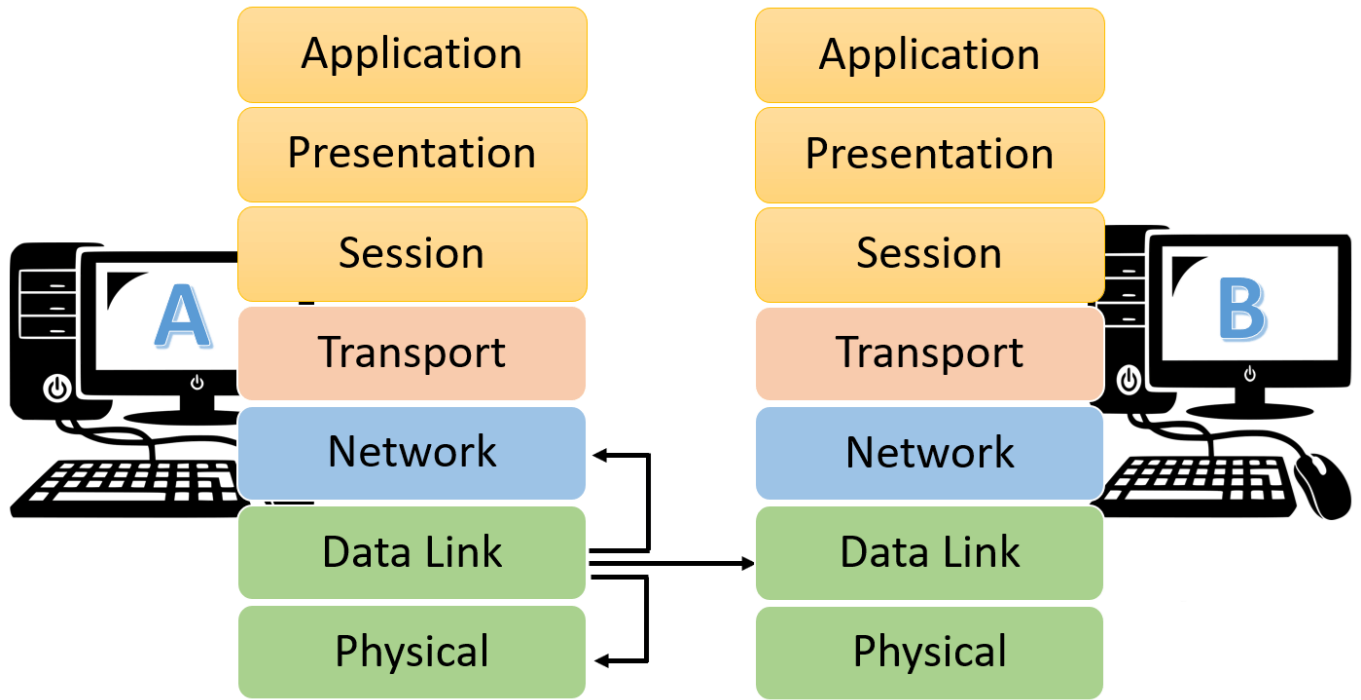 Application
Presentation
Session
Transport
Network
Data Link
Physical
A
Application
Presentation
Session
Transport
Network
Data Link
Physical
B